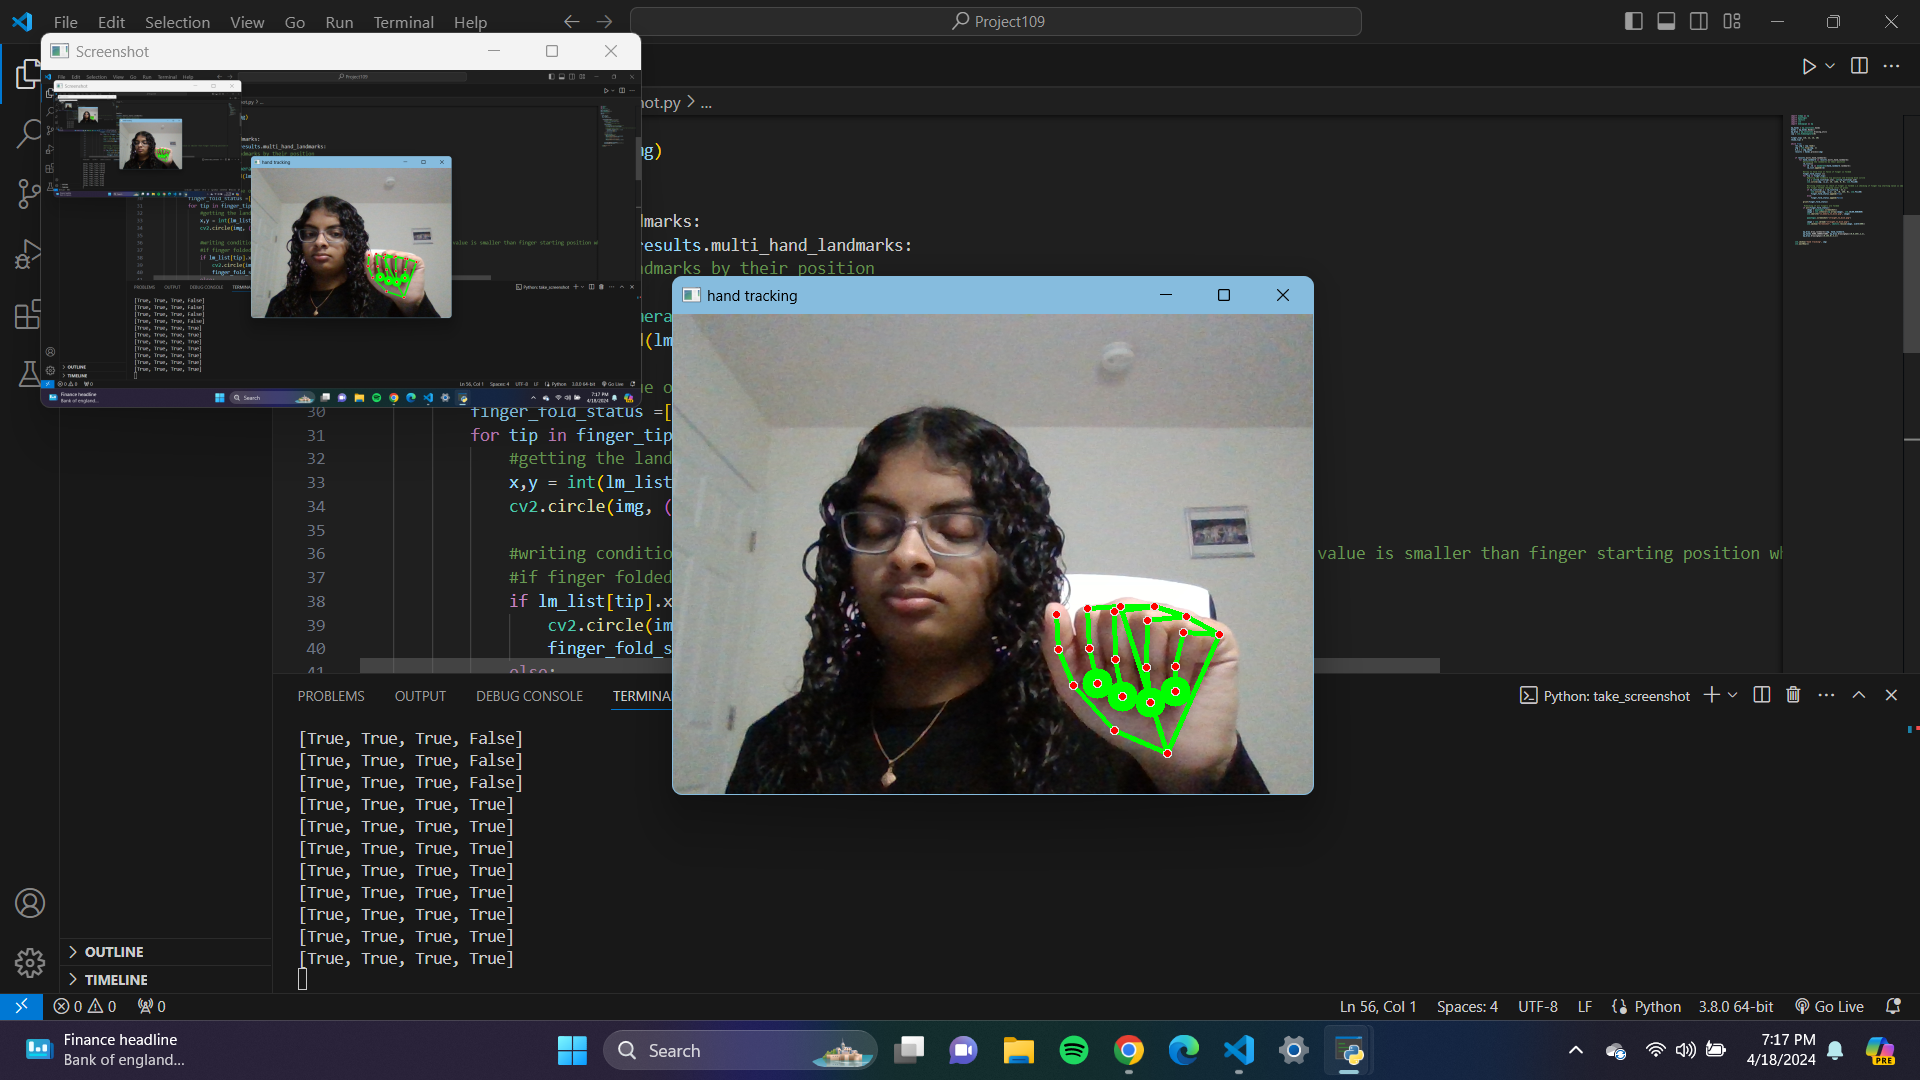 File Edit Selection View Go Run Terminal Help
Project109
Screenshot
hot.py > ...
ng)
dmarks:
results.multi_hand_landmarks:
ndmarks by their position
hand tracking
nera
d(lm
e o
30 finger_fold_status =[
31 for tip in finger_tip
32 #getting the land
33 x,y = int(lm_list
34 cv2.circle(img, (
35
36 #writing conditio value is smaller than finger starting position wh
37 #if finger folded
38 if lm_list[tip].x
39 cv2.circle(im
40 finger_fold_s
41 else:
PROBLEMS OUTPUT DEBUG CONSOLE TERMINA
Python: take_screenshot
[True, True, True, False]
[True, True, True, False]
[True, True, True, False]
[True, True, True, True]
[True, True, True, True]
[True, True, True, True]
[True, True, True, True]
[True, True, True, True]
[True, True, True, True]
[True, True, True, True]
[True, True, True, True]
OUTLINE
TIMELINE
0 0 0
Ln 56, Col 1 Spaces: 4 UTF-8 LF Python 3.8.0 64-bit Go Live
Finance headline
Bank of england...
Search
7:17 PM
4/18/2024
PRE